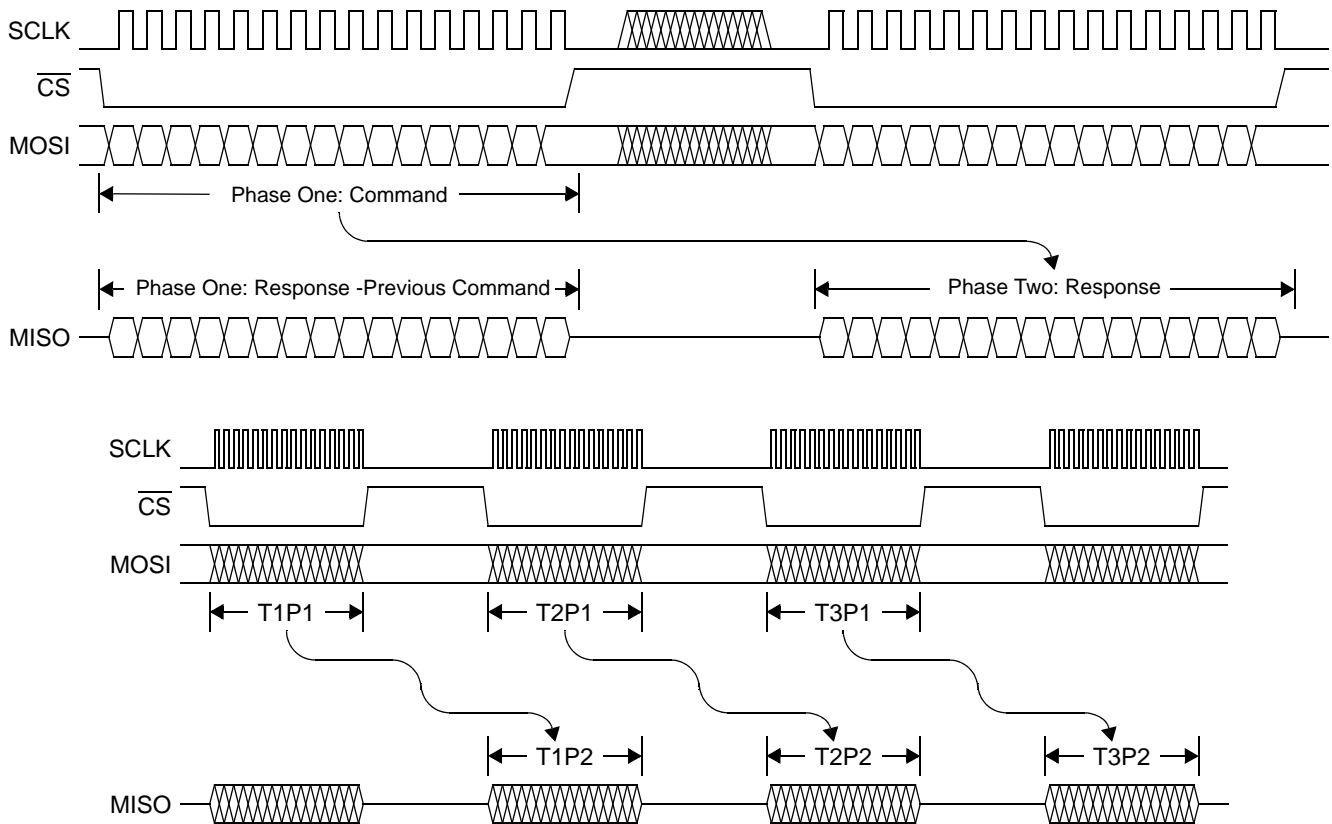 SCLK
CS
MOSI
Phase One: Command
Phase One: Response -Previous Command
Phase Two: Response
MISO
SCLK
CS
MOSI
T1P1
T2P1
T3P1
T1P2
T2P2
T3P2
MISO